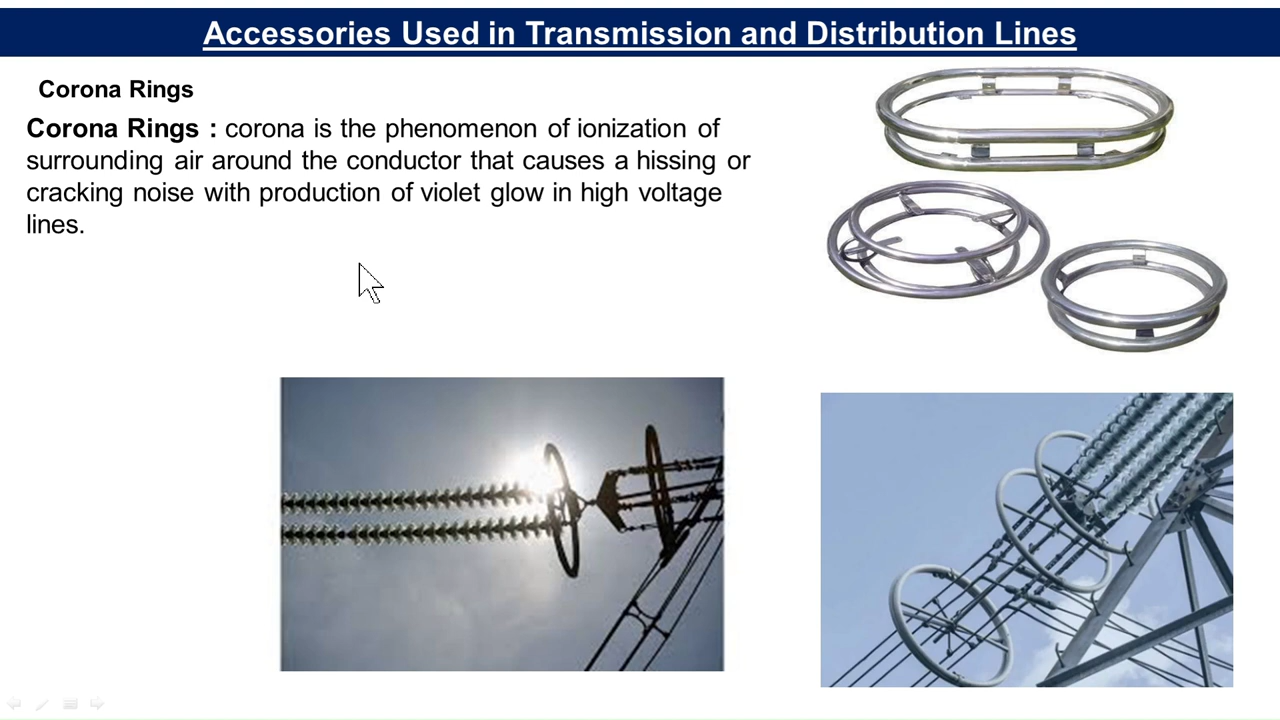 Accessories Used in Transmission and Distribution Lines
Corona Rings
Corona Rings : corona is the phenomenon of ionization of
surrounding air around the conductor that causes a hissing or
cracking noise with production of violet glow in high voltage
lines.